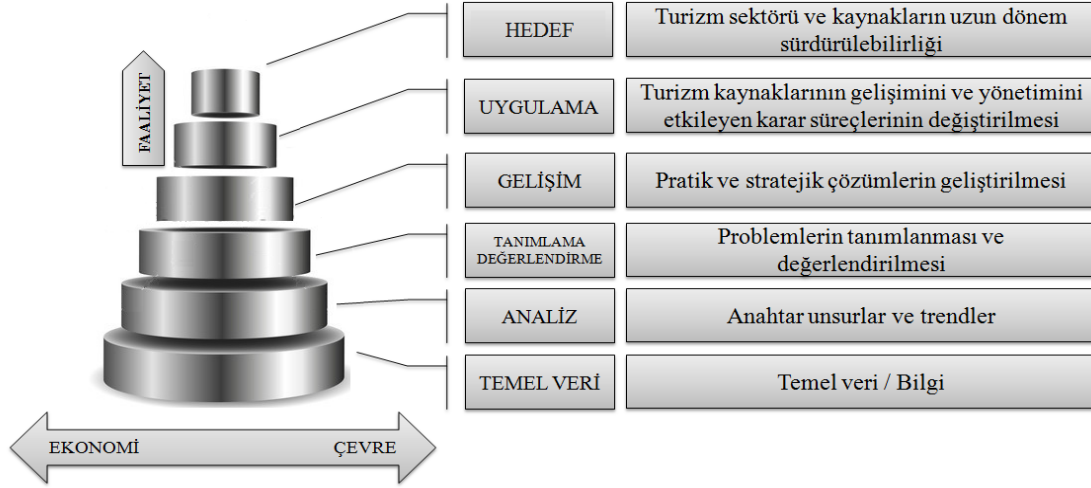 FAALİYET
HEDEF
Turizm sektörü ve kaynakların uzun dönem
sürdürülebilirliği
UYGULAMA
Turizm kaynaklarının gelişimini ve yönetimini
etkileyen karar süreçlerinin değiştirilmesi
GELİŞİM
Pratik ve stratejik çözümlerin geliştirilmesi
TANIMLAMA
DEĞERLENDİRME
Problemlerin tanımlanması ve
değerlendirilmesi
ANALİZ
Anahtar unsurlar ve trendler
TEMEL VERİ
Temel veri / Bilgi
EKONOMİ
ÇEVRE